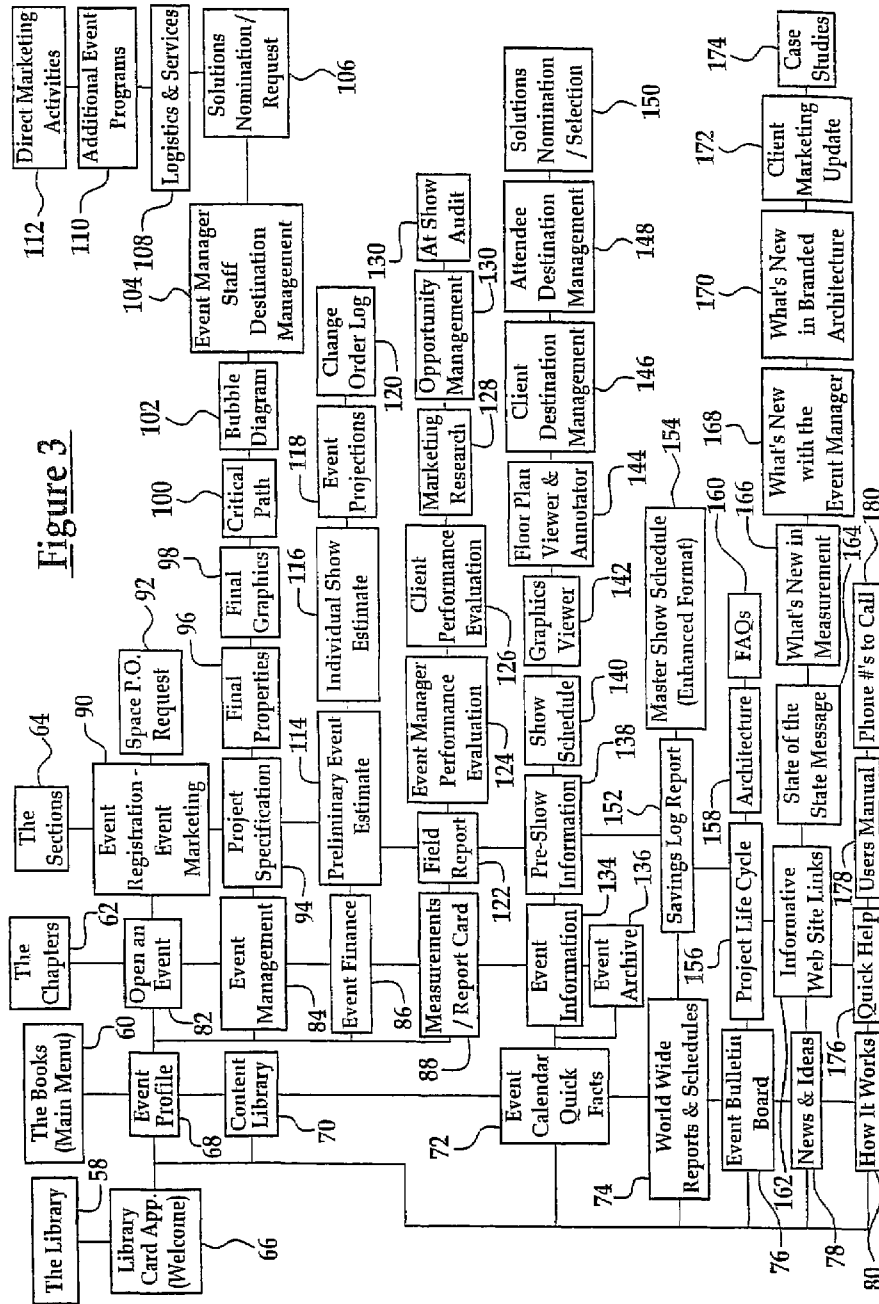 Figure 3
The Library
58
Library
Card App.
(Welcome)
66
The Books
(Main Menu)
60
Event
Profile
68
Content
Library
70
Event
Calendar
Quick
Facts
72
World Wide
Reports & Schedules
74
Event Bulletin
Board
76
News & Ideas
78
How It Works
80
The
Chapters
62
Open an
Event
82
Event
Management
84
Event Finance
86
Measurements
/ Report Card
88
Event
Information
134
Event
Archive
136
The
Sections
64
Event
Registration -
Event
Marketing
90
Space P.O.
Request
92
Project
Specification
94
Final
Properties
96
Final
Graphics
98
Critical
Path
100
Bubble
Diagram
102
Event Manager
Staff
Destination
Management
104
Solutions
Nomination/
Request
106
Logistics & Services
108
Additional Event
Programs
110
Direct Marketing
Activities
112
Preliminary Event
Estimate
114
Individual Show
Estimate
116
Event
Projections
118
Change
Order Log
120
Field
Report
122
Event Manager
Performance
Evaluation
124
Client
Performance
Evaluation
126
Marketing
Research
128
Opportunity
Management
130
At Show
Audit
130
Pre-Show
Information
138
Show
Schedule
140
Graphics
Viewer
142
Floor Plan
Viewer &
Annotator
144
Client
Destination
Management
146
Attendee
Destination
Management
148
Solutions
Nomination
/ Selection
150
Savings Log Report
152
Master Show Schedule
(Enhanced Format)
154
Project Life Cycle
156
Architecture
158
FAQs
160
Informative
Web Site Links
162
State of the
State Message
164
What's New in
Measurement
166
What's New
with the
Event Manager
168
What's New
in Branded
Architecture
170
Client
Marketing
Update
172
Case
Studies
174
Quick Help
176
Users Manual
178
Phone #'s to Call
180